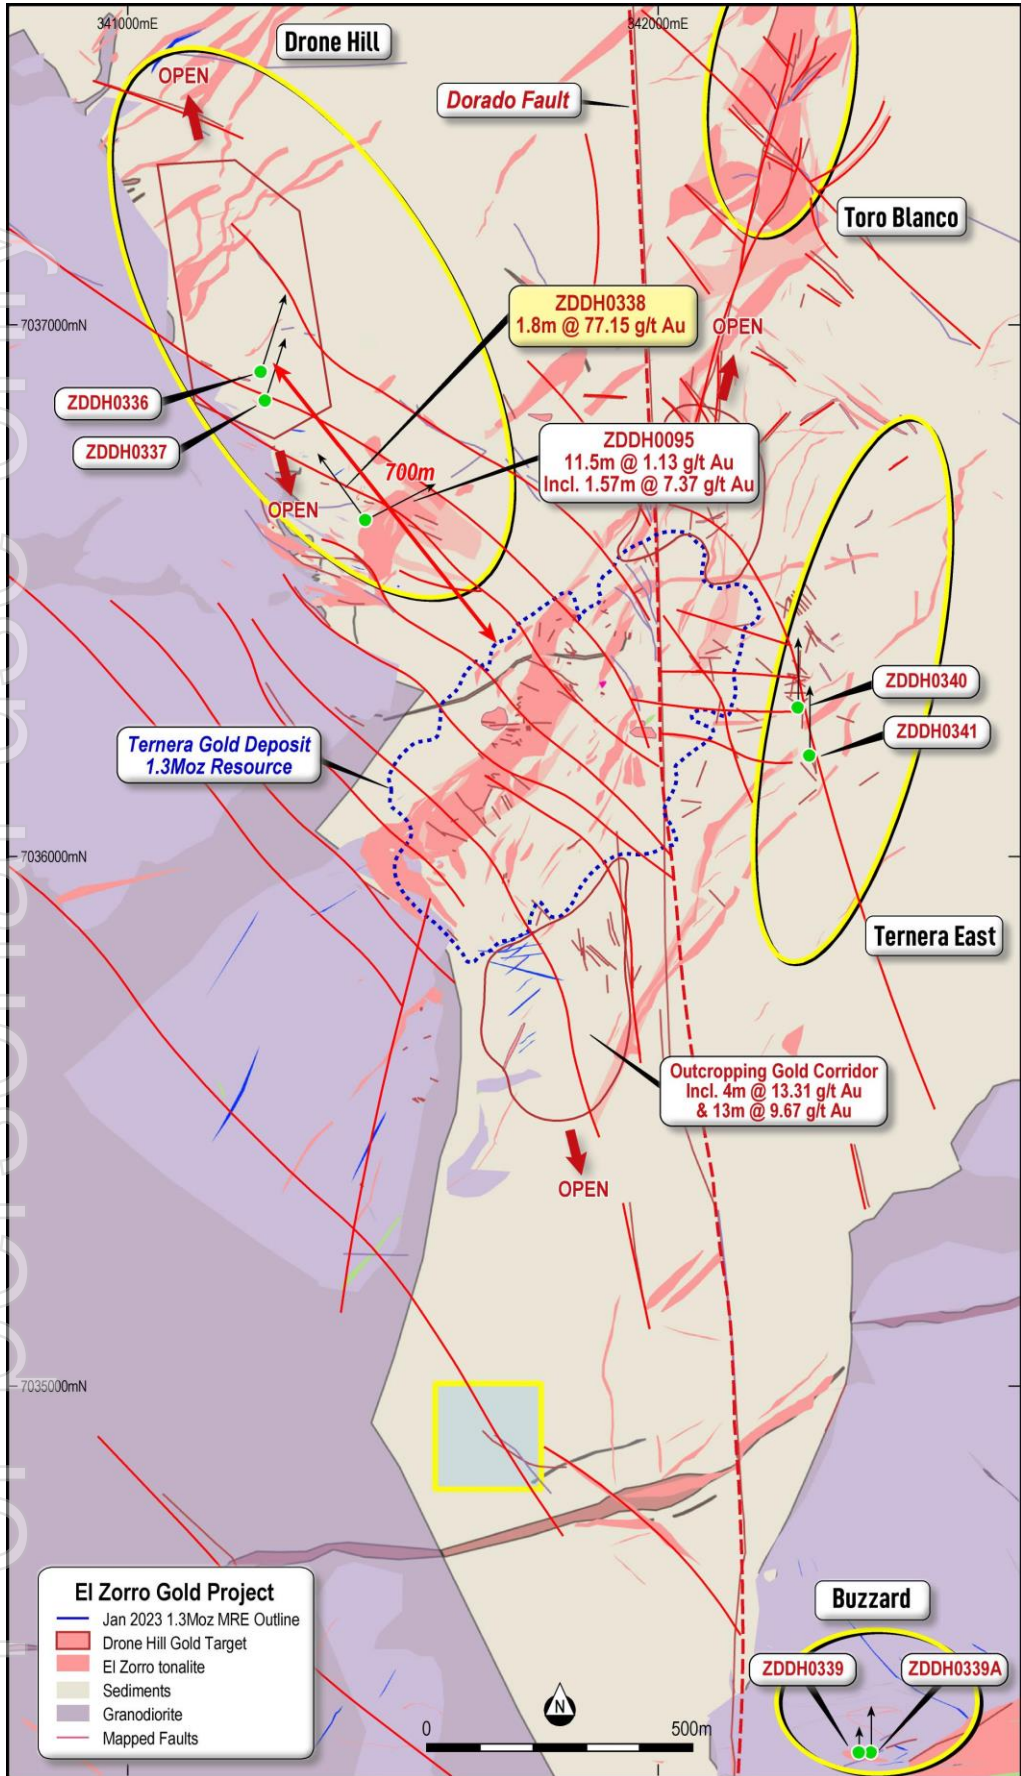 341000mE
342000mE
Drone Hill
OPEN
Dorado Fault
Toro Blanco
7037000mN
ZDDH0338
1.8m @ 77.15 g/t Au
OPEN
ZDDH0336
ZDDH0337
ZDDH0095
11.5m @ 1.13 g/t Au
Incl. 1.57m @ 7.37 g/t Au
700m
OPEN
ZDDH0340
ZDDH0341
Ternera Gold Deposit
1.3Moz Resource
7036000mN
Ternera East
Outcropping Gold Corridor
Incl. 4m @ 13.31 g/t Au
& 13m @ 9.67 g/t Au
OPEN
7035000mN
El Zorro Gold Project
Jan 2023 1.3Moz MRE Outline
Drone Hill Gold Target
El Zorro tonalite
Sediments
Granodiorite
Mapped Faults
N
0
500m
Buzzard
ZDDH0339
ZDDH0339A
For personal use only